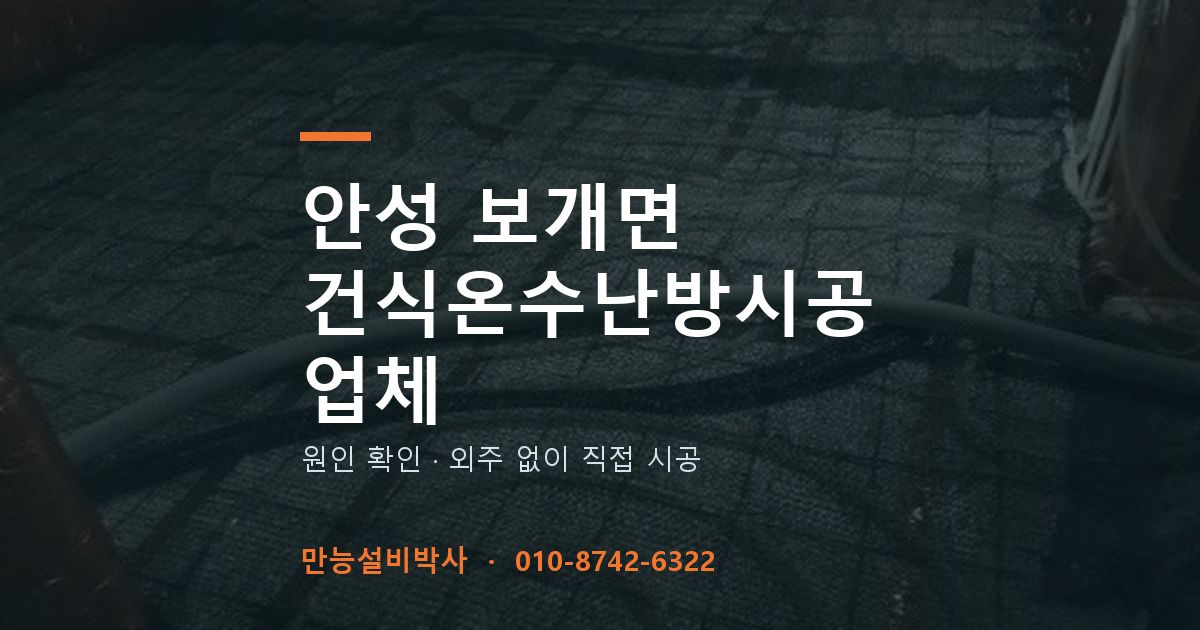 안성 보개면
건식온수난방시공
업체
원인 확인 · 외주 없이 직접 시공
만능설비박사 · 010-8742-6322